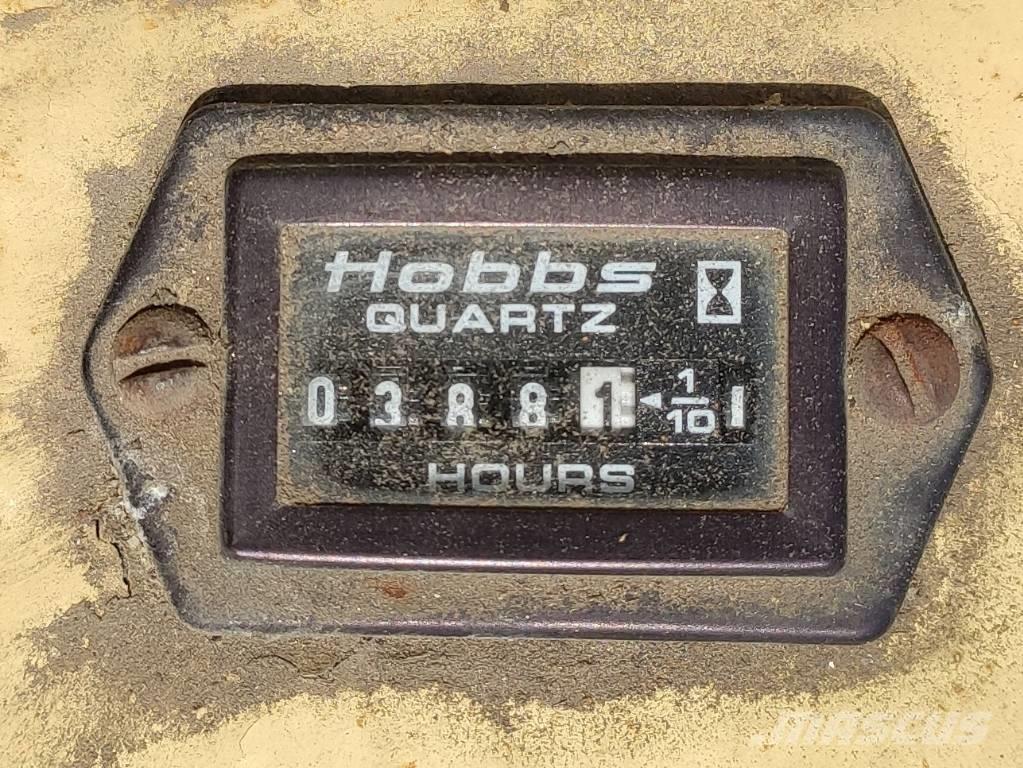 Hobbs
QUARTZ
0 3 8 8 1 ◄ 1/10
HOURS
MASCUS